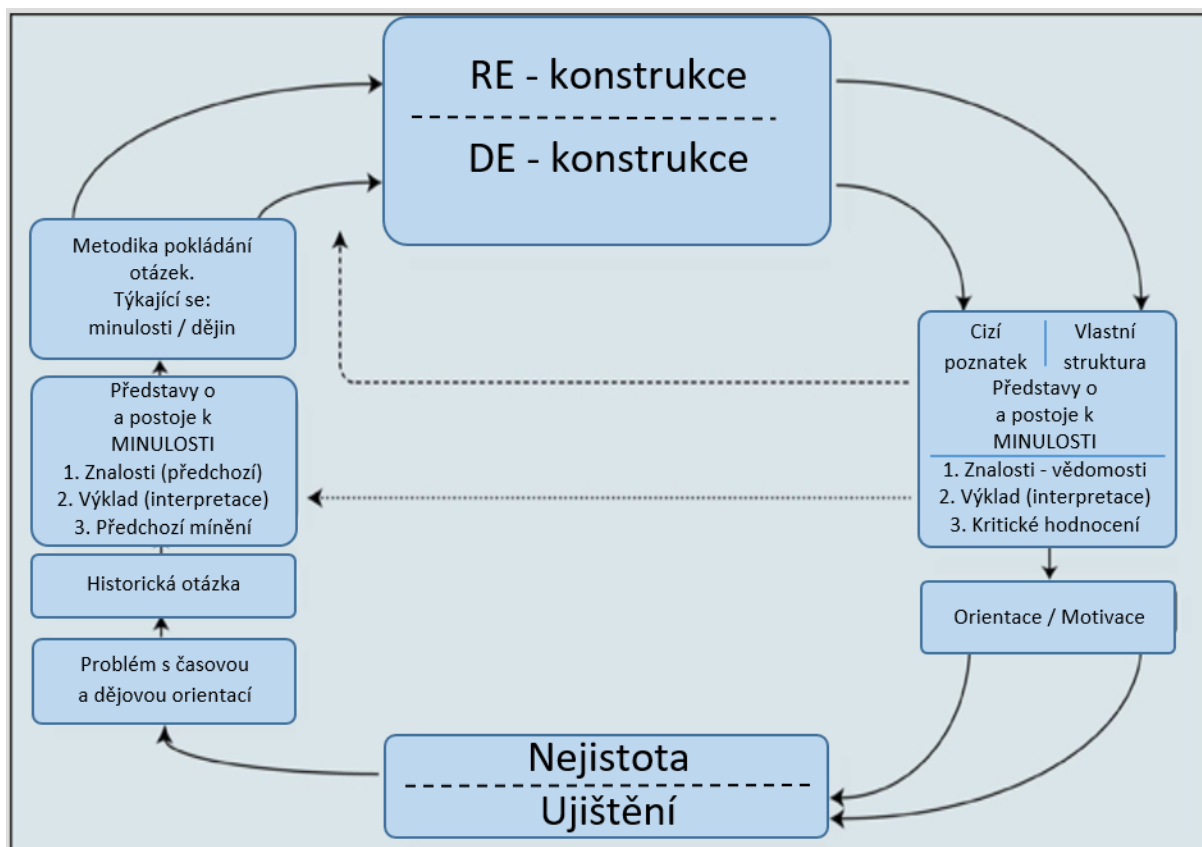 RE - konstrukce
DE - konstrukce
Metodika pokládání
otázek.
Týkající se:
minulosti / dějin
Představy o
a postoje k
MINULOSTI
1. Znalosti (předchozí)
2. Výklad (interpretace)
3. Předchozí mínění
Historická otázka
Problém s časovou
a dějovou orientací
Cizí
poznatek
Vlastní
struktura
Představy o
a postoje k
MINULOSTI
1. Znalosti - vědomosti
2. Výklad (interpretace)
3. Kritické hodnocení
Orientace / Motivace
Nejistota
Ujištění